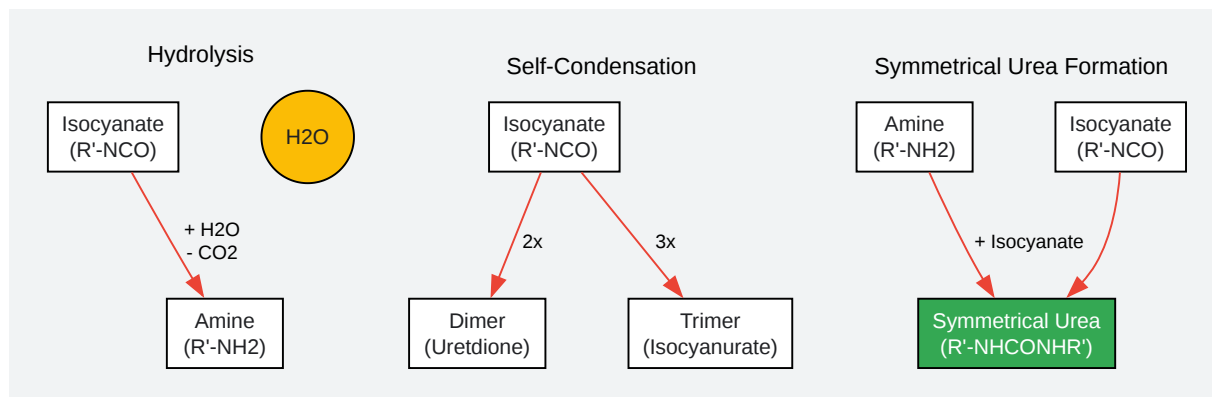 Hydrolysis
Isocyanate
(R'-NCO)
H2O
+ H2O
- CO2
Amine
(R'-NH2)
Self-Condensation
Isocyanate
(R'-NCO)
2x
3x
Dimer
(Uretdione)
Trimer
(Isocyanurate)
Symmetrical Urea Formation
Amine
(R'-NH2)
Isocyanate
(R'-NCO)
+ Isocyanate
Symmetrical Urea
(R'-NHCONHR')